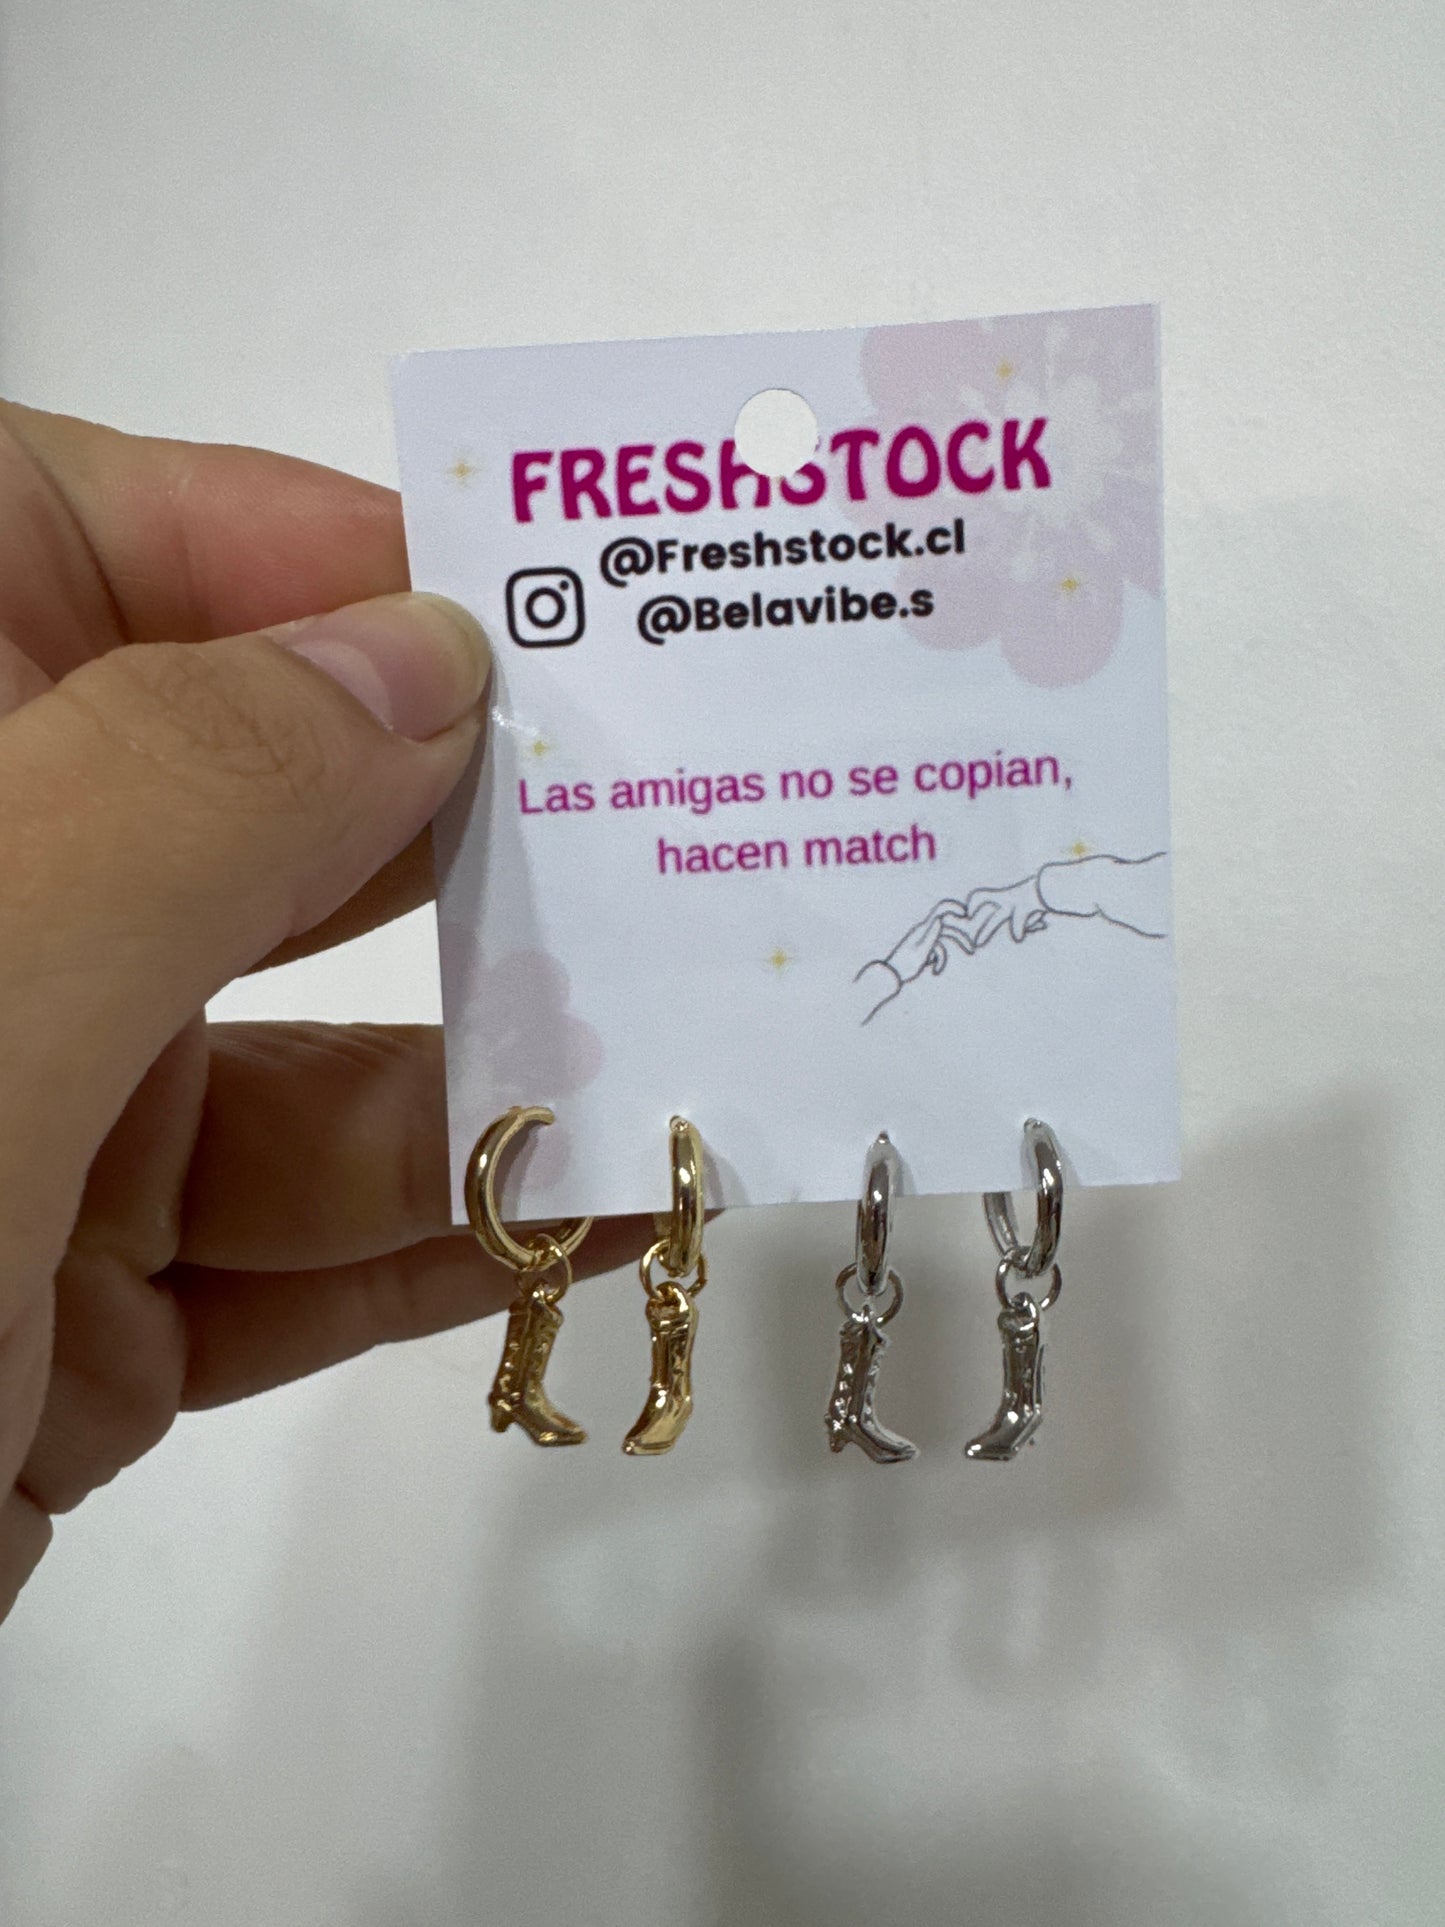 FRESHSTOCK
@Freshstock.cl
@Belavibe.s
Las amigas no se copian,
hacen match